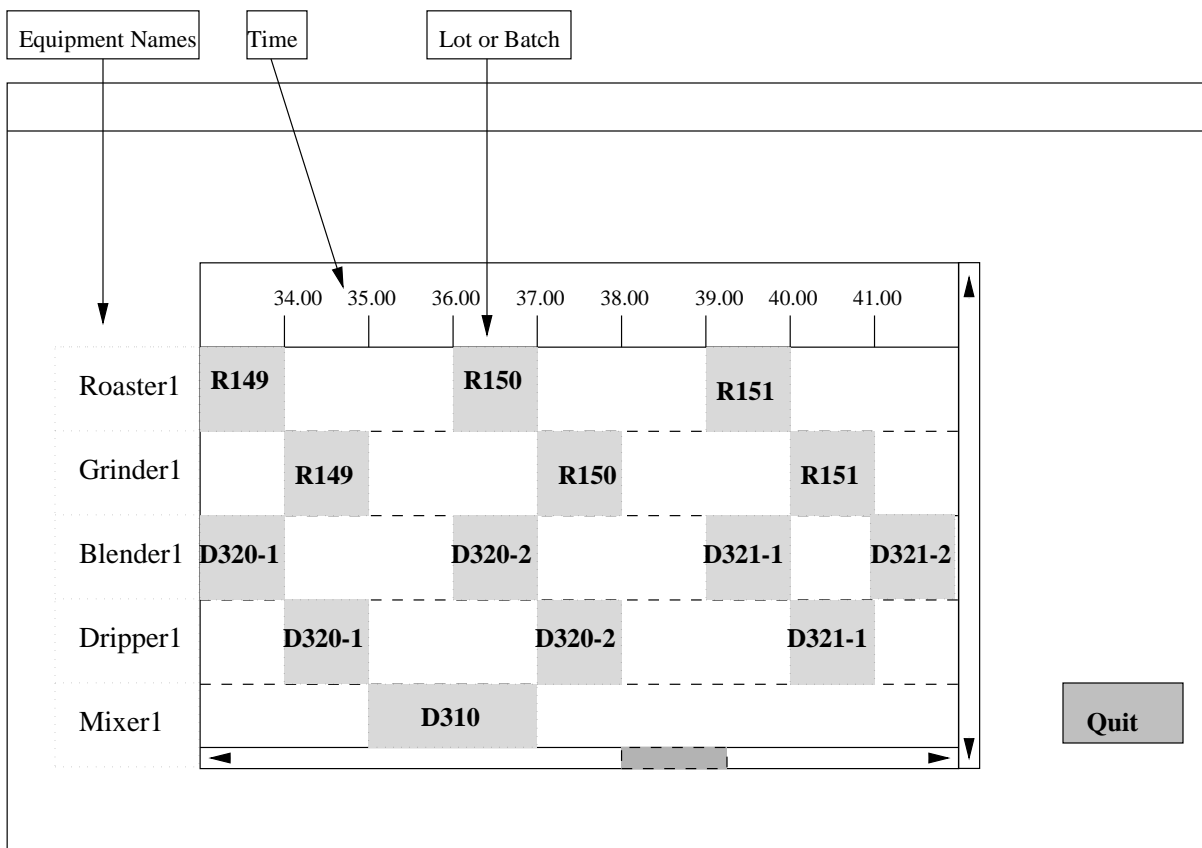 Equipment Names
Time
Lot or Batch
34.00 35.00 36.00 37.00 38.00 39.00 40.00 41.00
Roaster1 R149 R150 R151
Grinder1 R149 R150 R151
Blender1 D320-1 D320-2 D321-1 D321-2
Dripper1 D320-1 D320-2 D321-1
Mixer1 D310
Quit